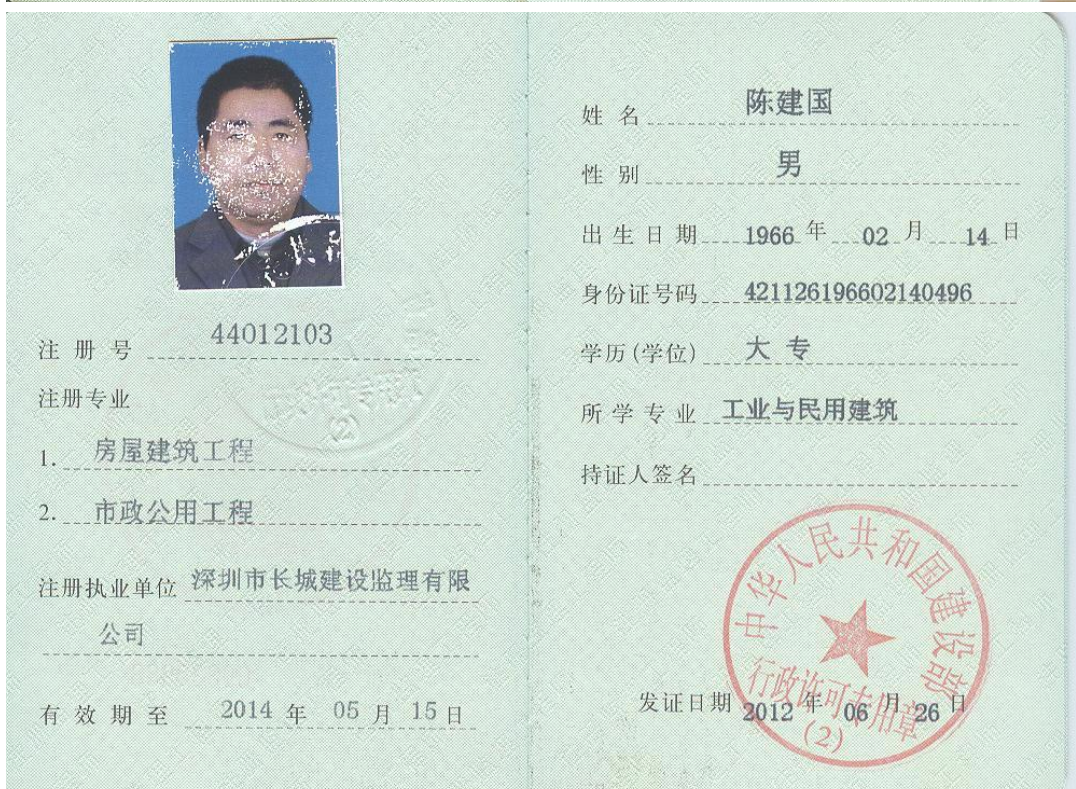 注册号 44012103
注册专业
1. 房屋建筑工程
2. 市政公用工程
注册执业单位 深圳市长城建设监理有限
公司
有效期至 2014 年 05 月 15 日
姓名 陈建国
性别 男
出生日期 1966 年 02 月 14 日
身份证号码 421126196602140496
学历(学位) 大专
所学专业 工业与民用建筑
持证人签名
中华人民共和国建设部
行政许可专用章
(2)
发证日期 2012 年 06 月 26 日